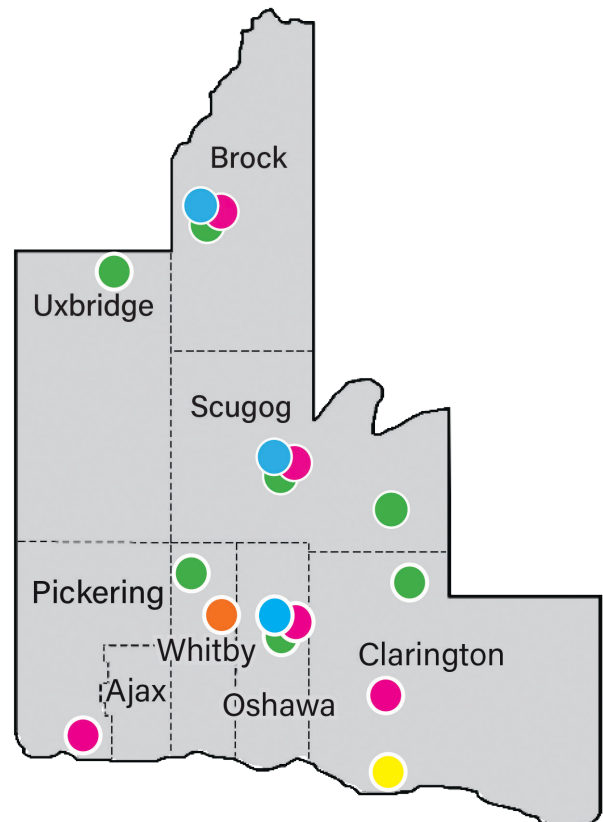 Brock
Uxbridge
Scugog
Pickering
Whitby
Clarington
Ajax
Oshawa